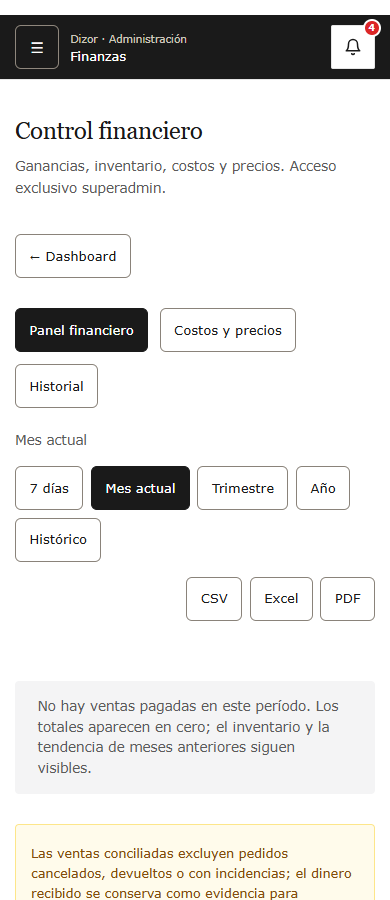 ☰
Dizor · Administración
Finanzas
4
Control financiero
Ganancias, inventario, costos y precios. Acceso
exclusivo superadmin.
← Dashboard
Panel financiero
Costos y precios
Historial
Mes actual
7 días
Mes actual
Trimestre
Año
Histórico
CSV
Excel
PDF
No hay ventas pagadas en este período. Los
totales aparecen en cero; el inventario y la
tendencia de meses anteriores siguen
visibles.
Las ventas conciliadas excluyen pedidos
cancelados, devueltos o con incidencias; el dinero
recibido se conserva como evidencia para